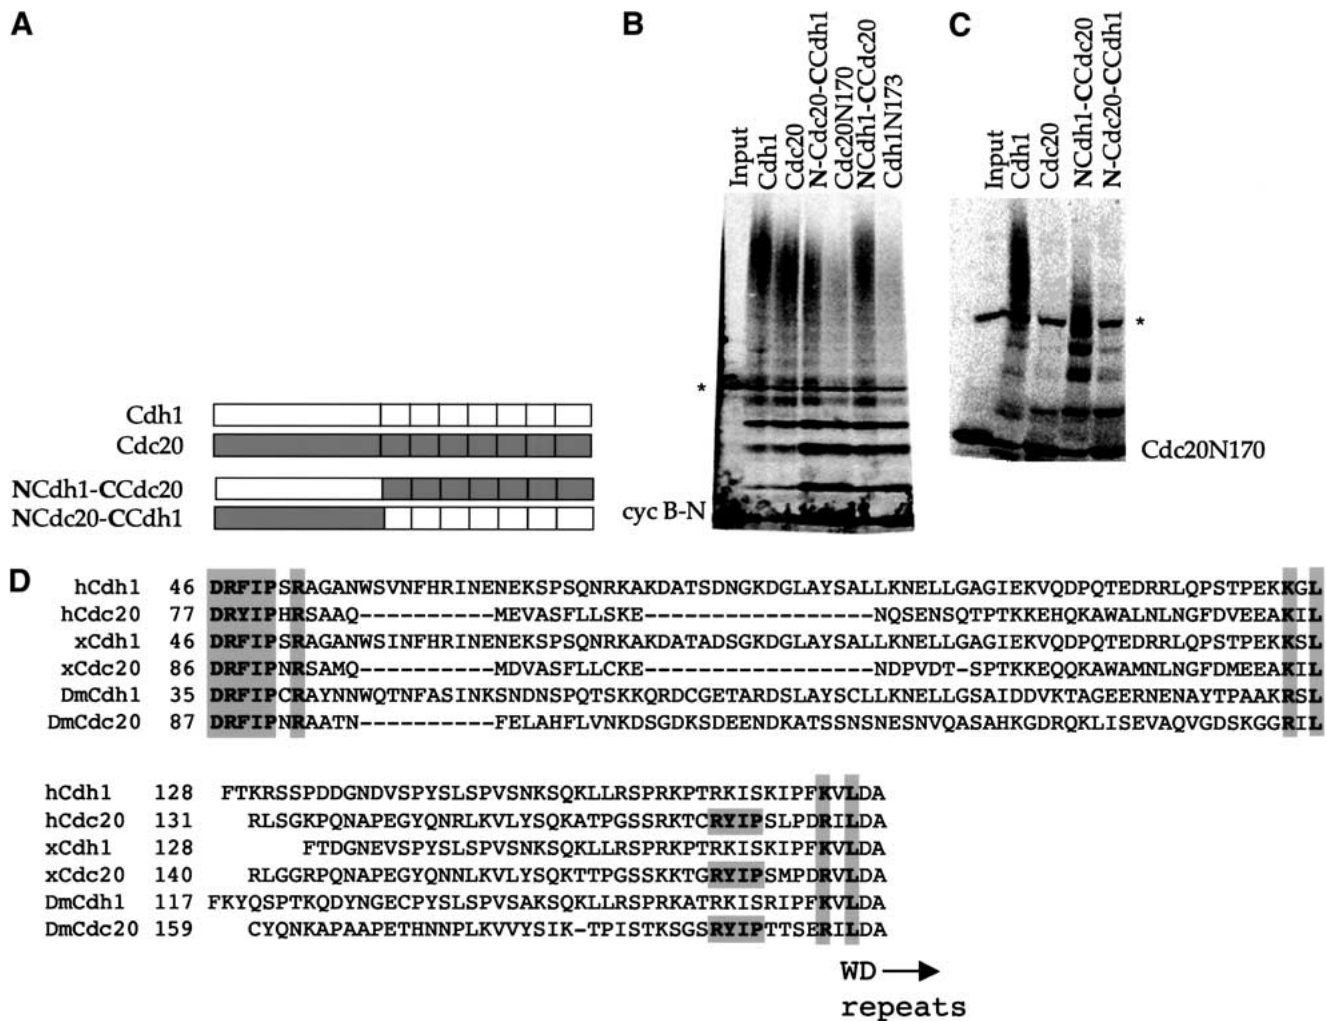 A
Cdh1
Cdc20
NCdh1-CCdc20
NCdc20-CCdh1
B
Input
Cdh1
Cdc20
N-Cdc20-CCdh1
Cdc20N170
NCdh1-CCdc20
Cdh1N173
*
cyc B-N
C
Input
Cdh1
Cdc20
NCdh1-CCdc20
N-Cdc20-CCdh1
*
Cdc20N170
D
hCdh1 46 DRFIPSRAGANWSVNFHRINENEKSPSQNRKAKDATSDNGKDGLAYSALLKNELLGAGIEKVQDPQTEDRRLQPSTPEKKGL
hCdc20 77 DRYIPHRSAAQ----------MEVASFLLSKE-----------------NQSENSQTPTKKEHQKAWALNLNGFDVEEAKIL
xCdh1 46 DRFIPSRAGANWSINFHRINENEKSPSQNRKAKDATADSGKDGLAYSALLKNELLGAGIEKVQDPQTEDRRLQPSTPEKKSL
xCdc20 86 DRFIPNRSAMQ----------MDVASFLLCKE-----------------NDPVDT-SPTKKEQQKAWAMNLNGFDMEEAKIL
DmCdh1 35 DRFIPCRAYNNWQTNFASINKSNDNSPQTSKKQRDCGETARDSLAYSCLLKNELLGSAIDDVKTAGEERNENAYTPAAKRSL
DmCdc20 87 DRFIPNRAATN----------FELAHFLVNKDSGDKSDEENDKATSSNSNESNVQASAHKGDRQKLISEVAQVGDSKGGRIL
hCdh1 128 FTKRSSPDDGNDVSPYSLSPVSNKSQKLLRSPRKPTRKISKIPFKVLDA
hCdc20 131 RLSGKPQNAPEGYQNRLKVLYSQKATPGSSRKTCRYIPSLPDRILDA
xCdh1 128 FTDGNEVSPYSLSPVSNKSQKLLRSPRKPTRKISKIPFKVLDA
xCdc20 140 RLGGRPQNAPEGYQNNLKVLYSQKTTPGSSKKTGRYIPSMPDRVLDA
DmCdh1 117 FKYQSPTKQDYNGECPYSLSPVSAKSQKLLRSPRKATRKISRIPFKVLDA
DmCdc20 159 CYQNKAPAAPETHNNPLKVVYSIK-TPISTKSGSRYIPTTSERILDA
WD
repeats